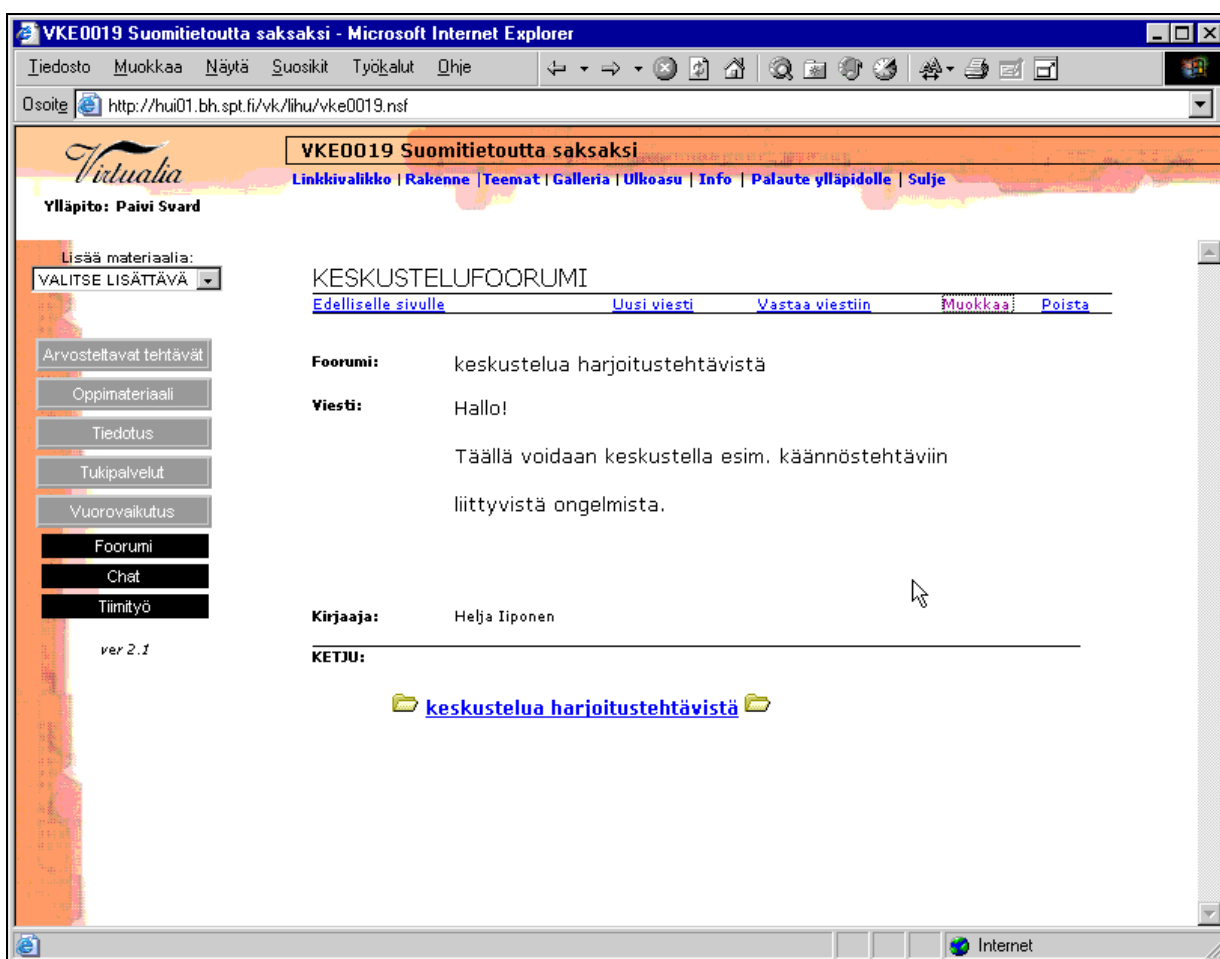 VKE0019 Suomitietoutta saksaksi - Microsoft Internet Explorer
Tiedosto Muokkaa Näytä Suosikit Työkalut Ohje
Osoite http://hui01.bh.spt.fi/vk/lihu/vke0019.nsf
Virtualia
Ylläpito: Paivi Svard
VKE0019 Suomitietoutta saksaksi
Linkkivalikko | Rakenne |Teemat | Galleria | Ulkoasu | Info | Palaute ylläpidolle | Sulje
Lisää materiaalia:
VALITSE LISÄTTÄVÄ
Arvosteltavat tehtävät
Oppimateriaali
Tiedotus
Tukipalvelut
Vuorovaikutus
Foorumi
Chat
Tiimityö
ver 2.1
KESKUSTELUFOORUMI
Edelliselle sivulle Uusi viesti Vastaa viestiin Muokkaa Poista
Foorumi: keskustelua harjoitustehtävistä
Viesti: Hallo!
Täällä voidaan keskustella esim. käännöstehtäviin
liittyvistä ongelmista.
Kirjaaja: Helja Iiponen
KETJU:
keskustelua harjoitustehtävistä
Internet